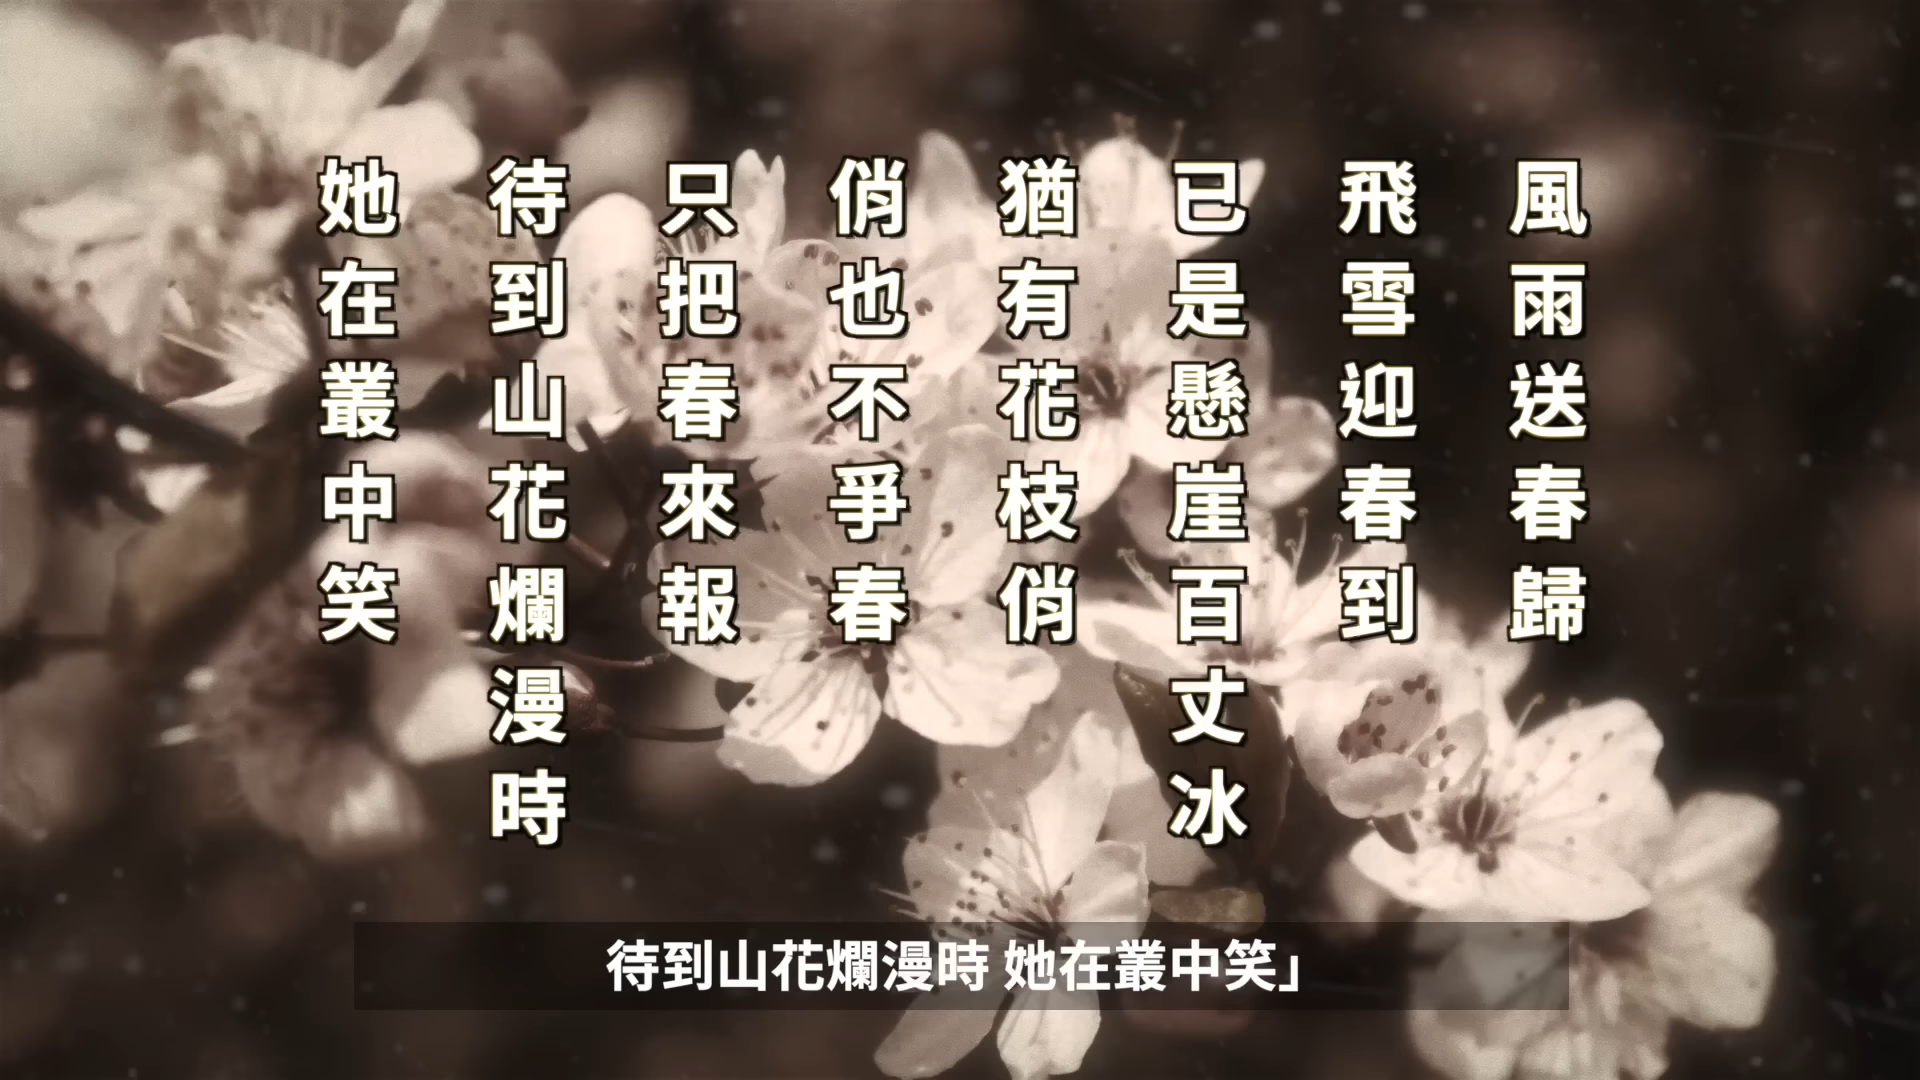 風雨送春歸
飛雪迎春到
已是懸崖百丈冰
猶有花枝俏
俏也不爭春
只把春來報
待到山花爛漫時
她在叢中笑
待到山花爛漫時 她在叢中笑」